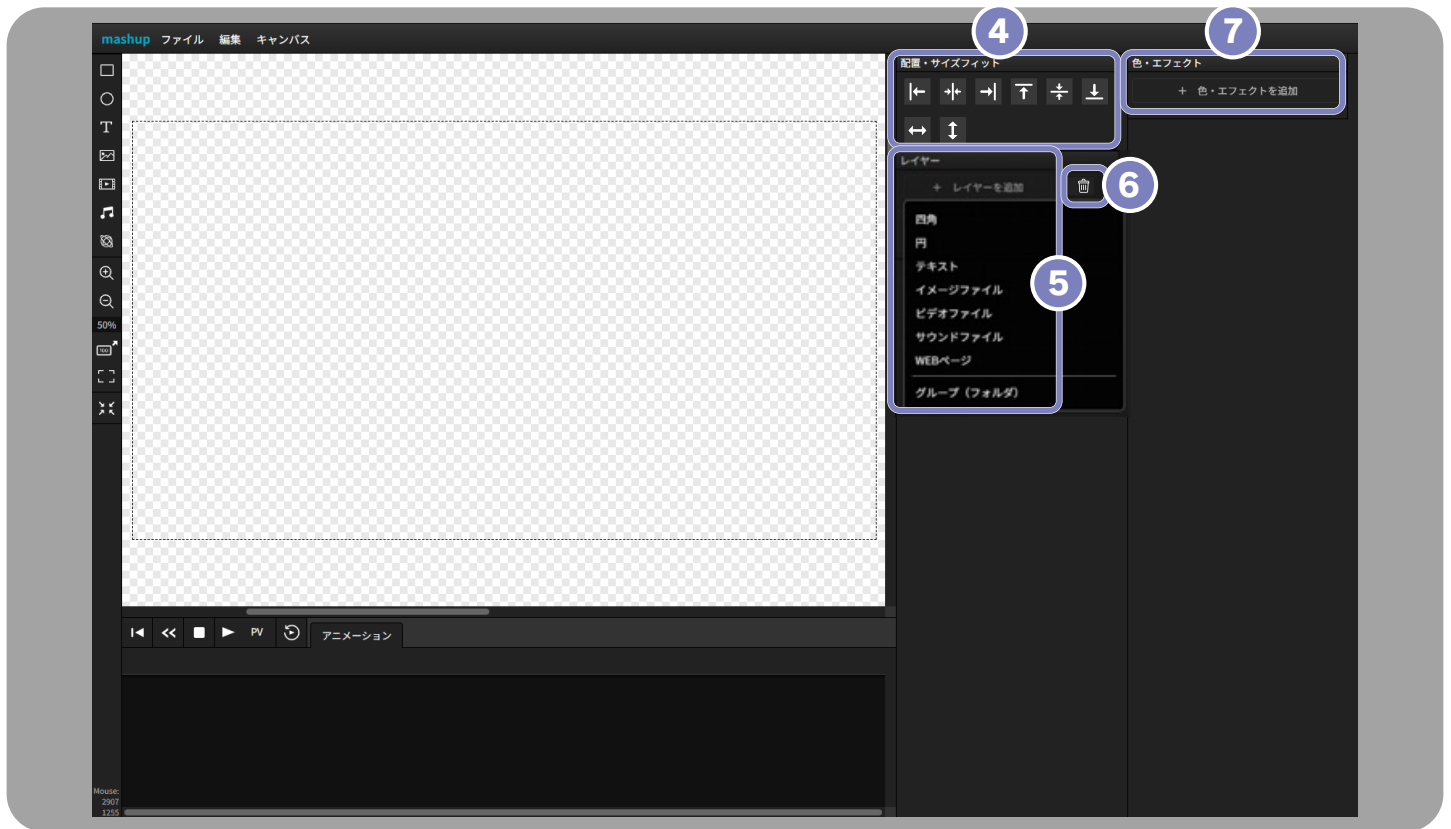 mashup ファイル 編集 キャンバス
4
7
配置・サイズフィット
色・エフェクト
+ 色・エフェクトを追加
T
レイヤー
+ レイヤーを追加
6
四角
円
テキスト
イメージファイル
5
ビデオファイル
サウンドファイル
WEBページ
グループ(フォルダ)
50%
100
PV
アニメーション
Mouse:
2907
1255